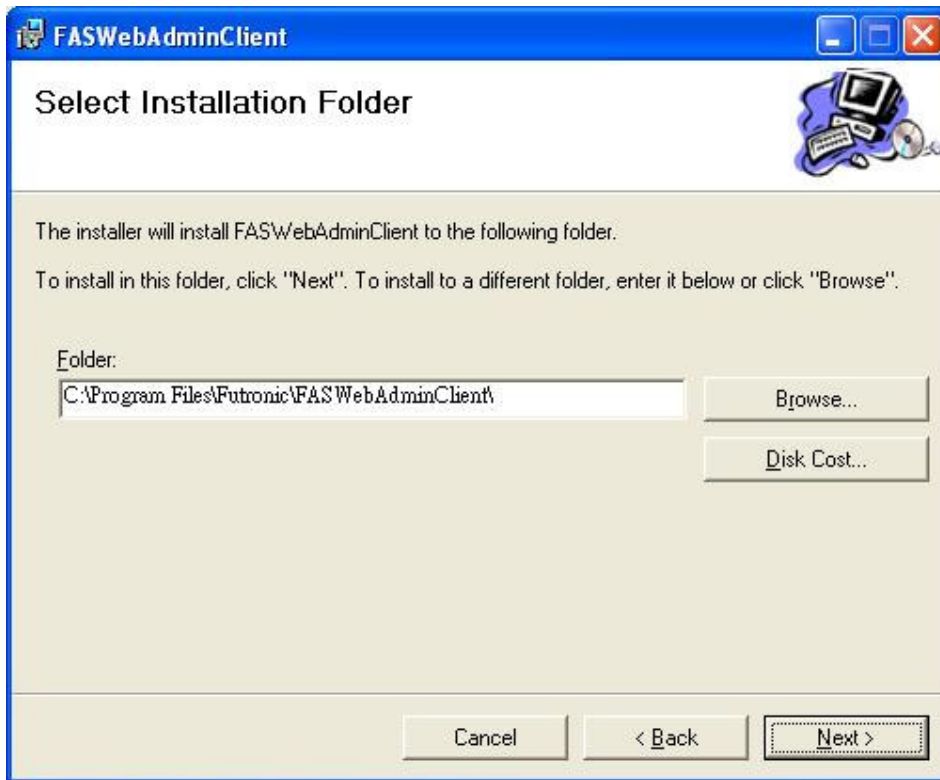 FASWebAdminClient
Select Installation Folder
The installer will install FASWebAdminClient to the following folder.
To install in this folder, click "Next". To install to a different folder, enter it below or click "Browse".
Folder:
C:\Program Files\Futronic\FASWebAdminClient\
Browse...
Disk Cost...
Cancel
< Back
Next >